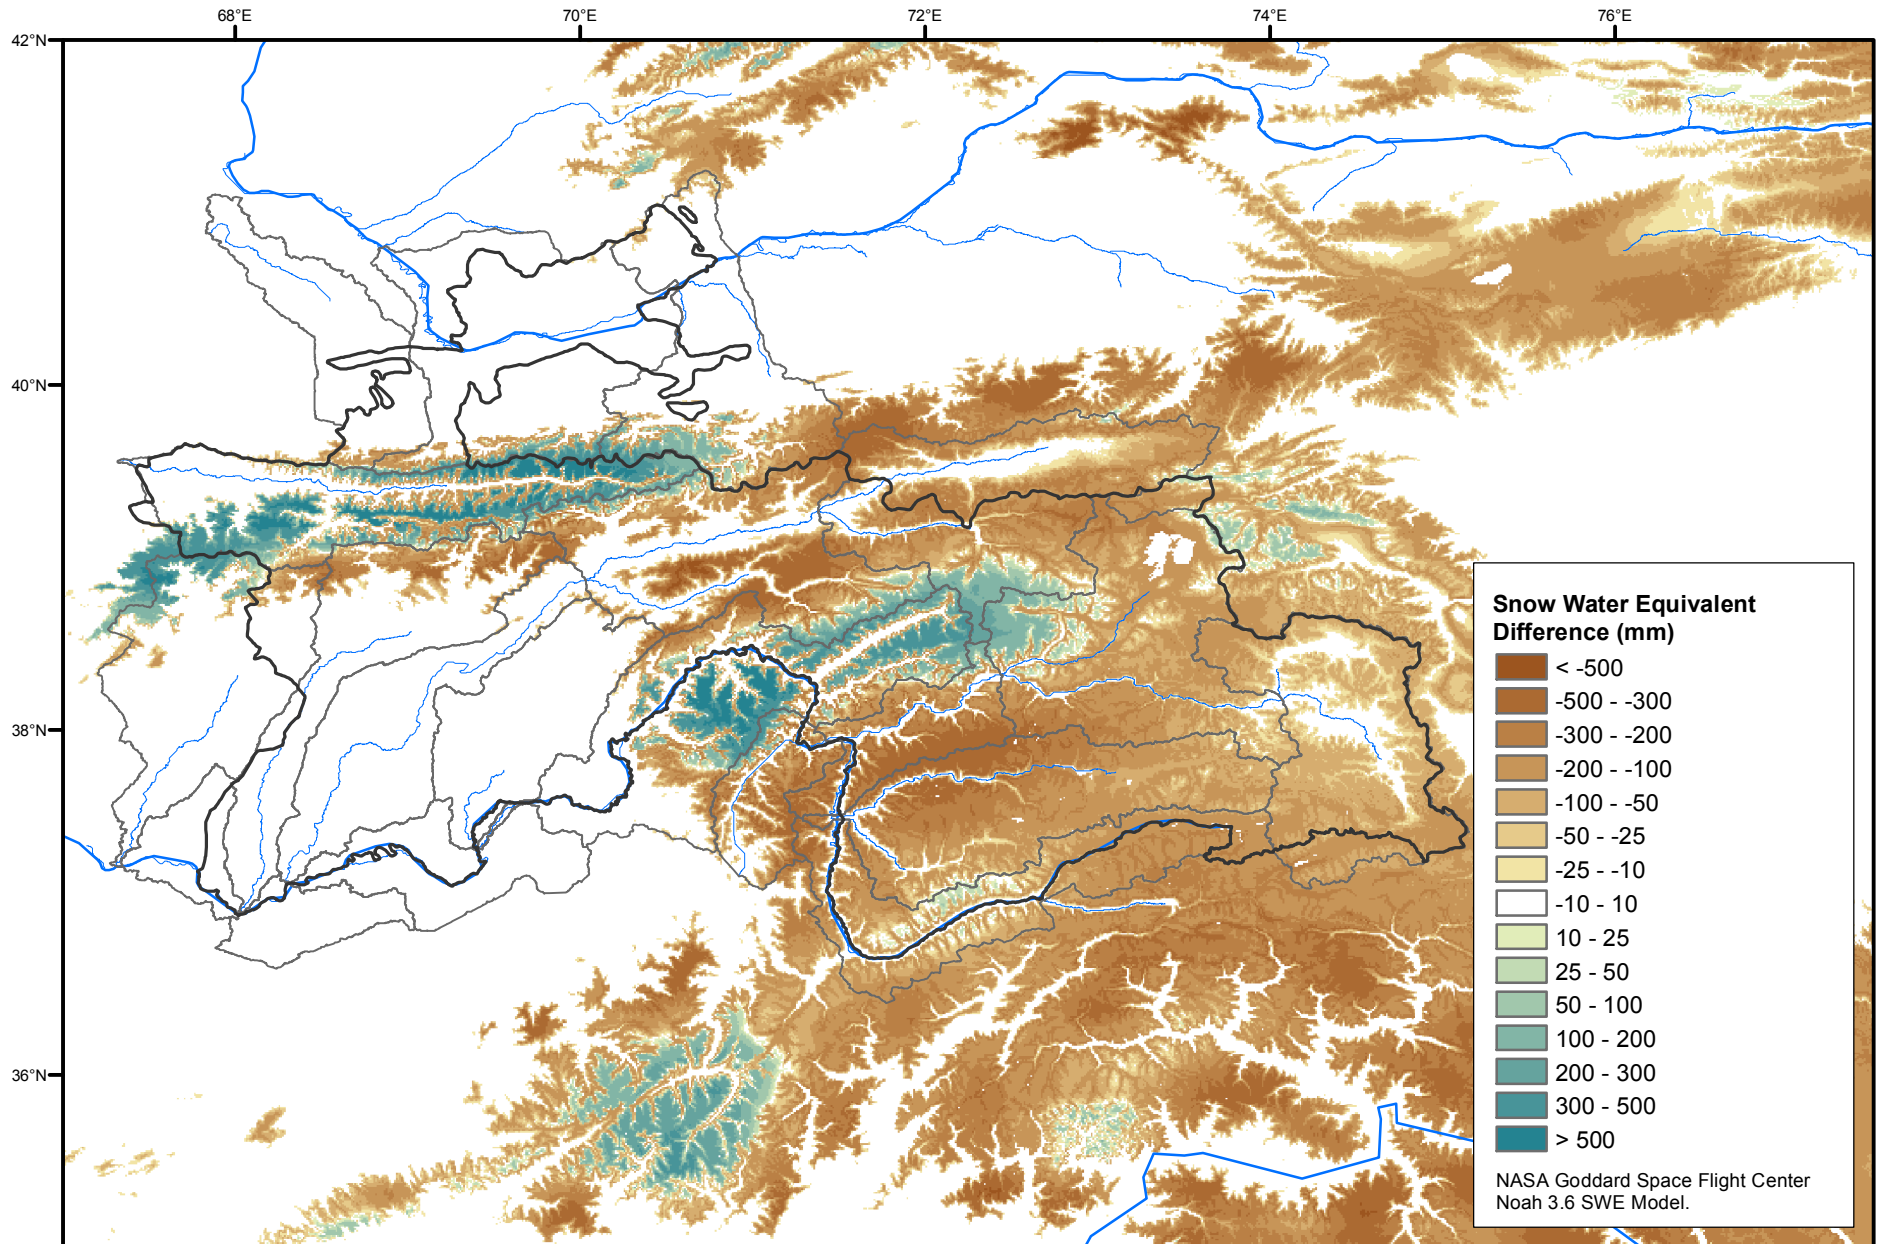 68°E 70°E 72°E 74°E 76°E
42°N
40°N
38°N
36°N
Snow Water Equivalent
Difference (mm)
< -500
-500 - -300
-300 - -200
-200 - -100
-100 - -50
-50 - -25
-25 - -10
-10 - 10
10 - 25
25 - 50
50 - 100
100 - 200
200 - 300
300 - 500
> 500
NASA Goddard Space Flight Center
Noah 3.6 SWE Model.